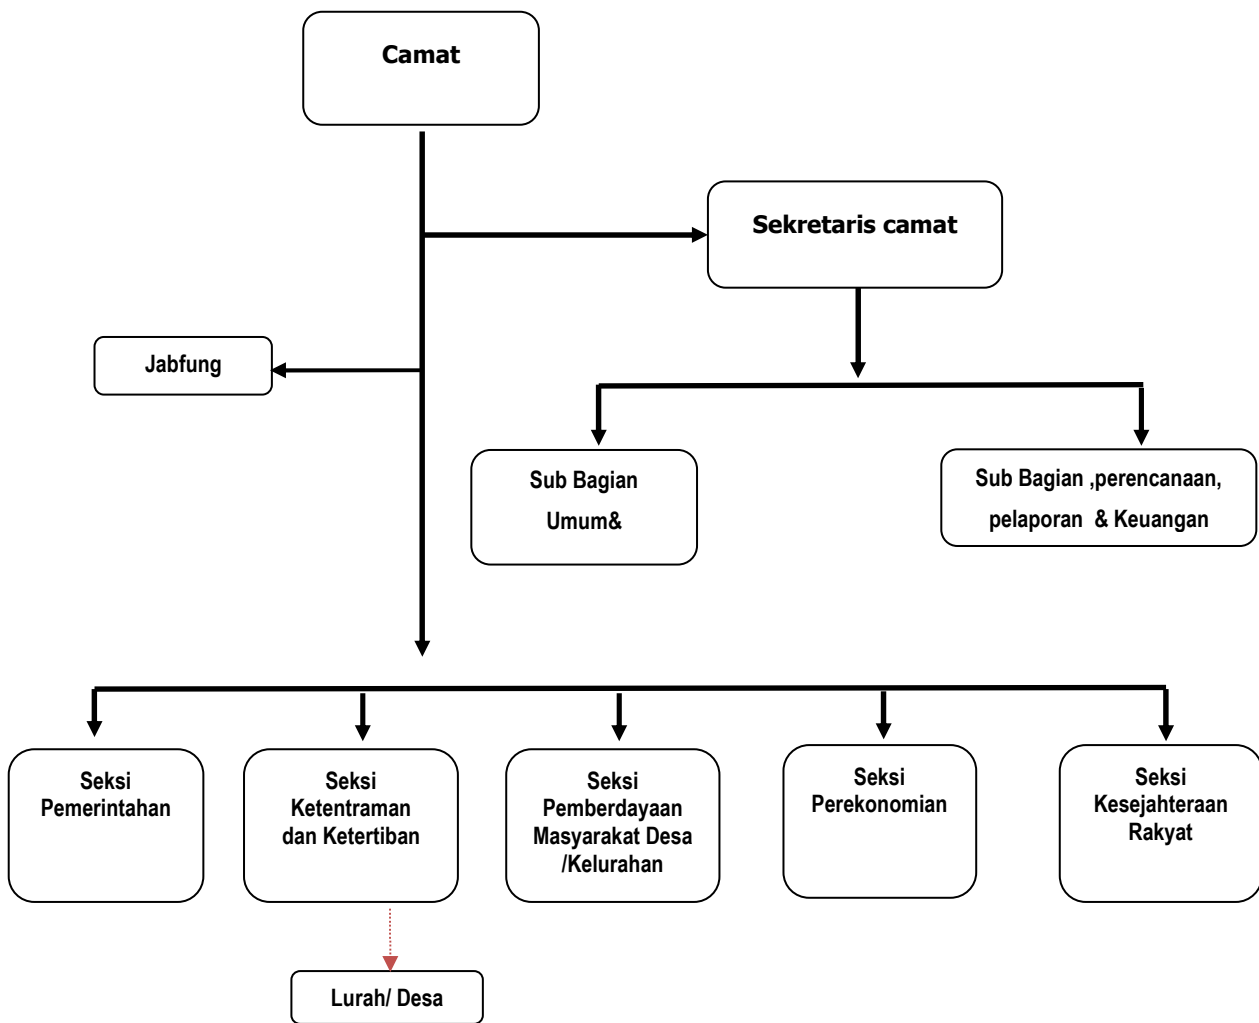 Camat
Sekretaris camat
Jabfung
Sub Bagian
Umum&
Sub Bagian ,perencanaan,
pelaporan & Keuangan
Seksi
Pemerintahan
Seksi
Ketentraman
dan Ketertiban
Seksi
Pemberdayaan
Masyarakat Desa
/Kelurahan
Seksi
Perekonomian
Seksi
Kesejahteraan
Rakyat
Lurah/ Desa